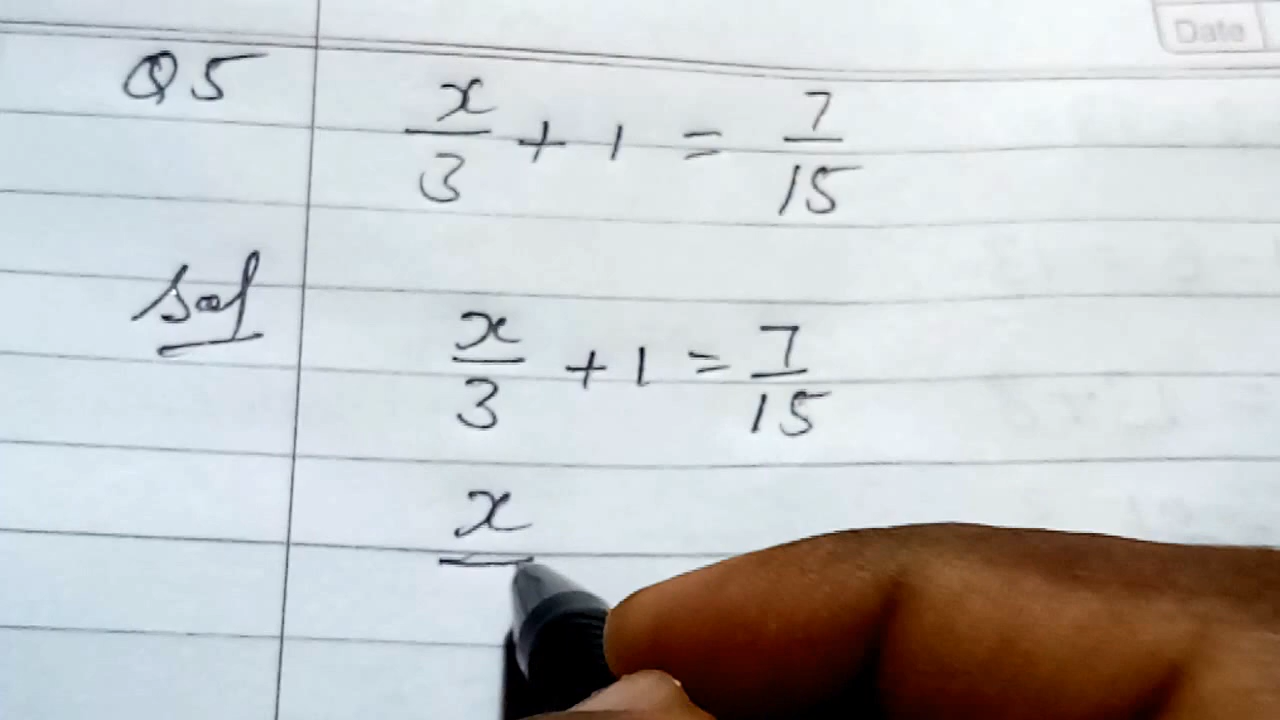 Date
Q5 x/3 + 1 = 7/15
Sol
x/3 + 1 = 7/15
x